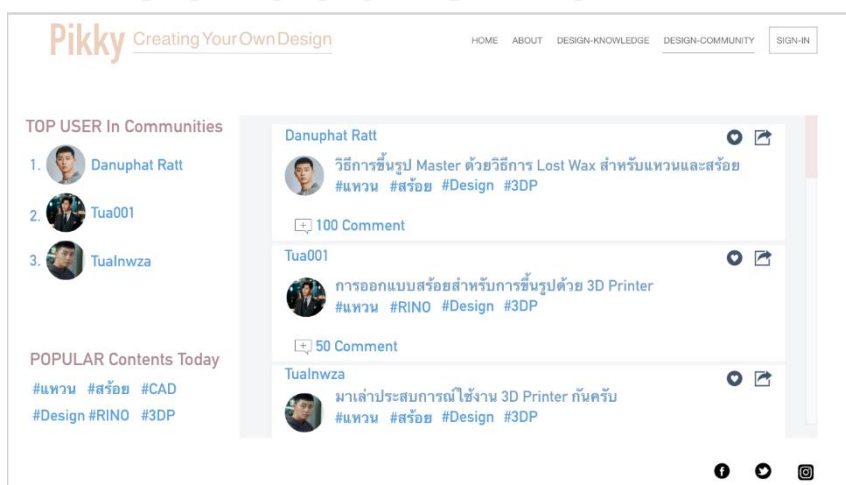 Pikky Creating Your Own Design
HOME ABOUT DESIGN-KNOWLEDGE DESIGN-COMMUNITY SIGN-IN
TOP USER In Communities
1. Danuphat Ratt
2. Tua001
3. Tualnwza
POPULAR Contents Today
#แหวน #สร้อย #CAD
#Design #RINO #3DP
Danuphat Ratt
วิธีการขึ้นรูป Master ด้วยวิธีการ Lost Wax สำหรับแหวนและสร้อย
#แหวน #สร้อย #Design #3DP
100 Comment
Tua001
การออกแบบสร้อยสำหรับการขึ้นรูปด้วย 3D Printer
#แหวน #RINO #Design #3DP
50 Comment
Tualnwza
มาเล่าประสบการณ์ใช้งาน 3D Printer กันครับ
#แหวน #สร้อย #Design #3DP